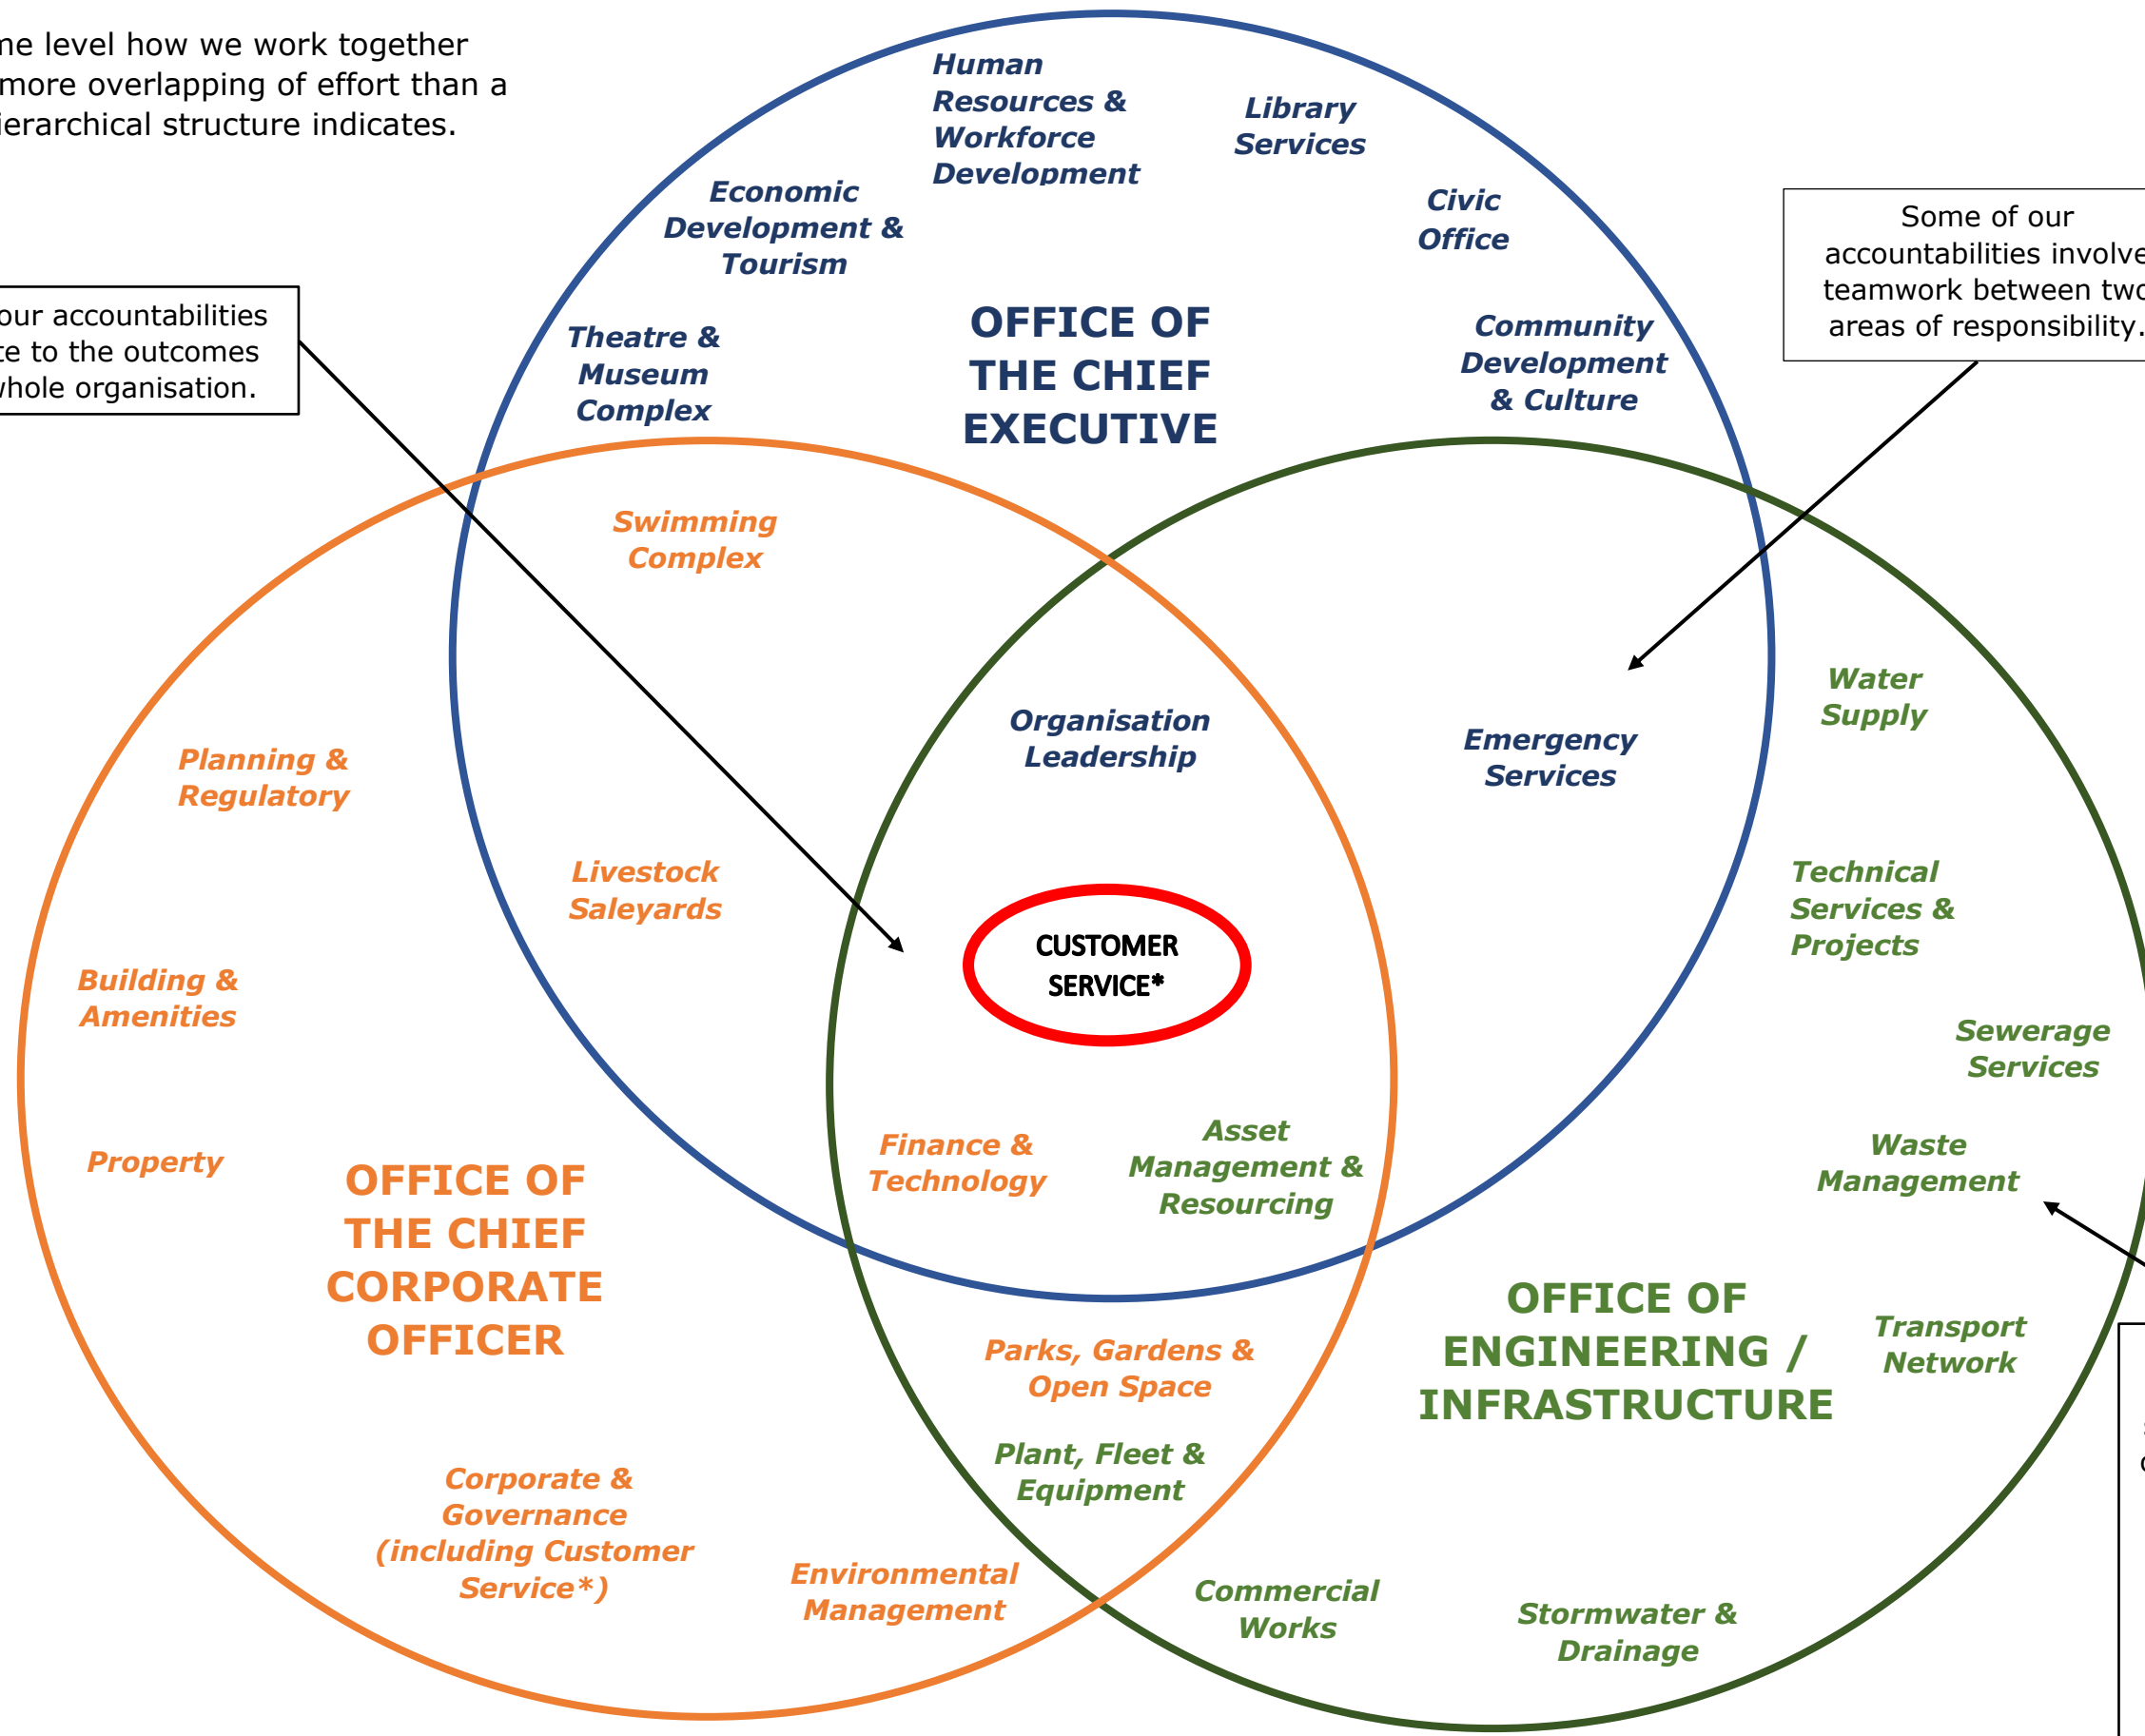 me level how we work together
more overlapping of effort than a
ierarchical structure indicates.
Human
Resources &
Workforce
Development
Library
Services
Economic
Development &
Tourism
Civic
Office
Some of our
accountabilities involve
teamwork between two
areas of responsibility.
our accountabilities
te to the outcomes
whole organisation.
Theatre &
Museum
Complex
OFFICE OF
THE CHIEF
EXECUTIVE
Community
Development
& Culture
Swimming
Complex
Organisation
Leadership
Emergency
Services
Water
Supply
Planning &
Regulatory
Livestock
Saleyards
Technical
Services &
Projects
CUSTOMER
SERVICE*
Building &
Amenities
Sewerage
Services
Property
Finance &
Technology
Asset
Management &
Resourcing
Waste
Management
OFFICE OF
THE CHIEF
CORPORATE
OFFICER
OFFICE OF
ENGINEERING /
INFRASTRUCTURE
Transport
Network
Parks, Gardens &
Open Space
Plant, Fleet &
Equipment
Corporate &
Governance
(including Customer
Service*)
Environmental
Management
Commercial
Works
Stormwater &
Drainage